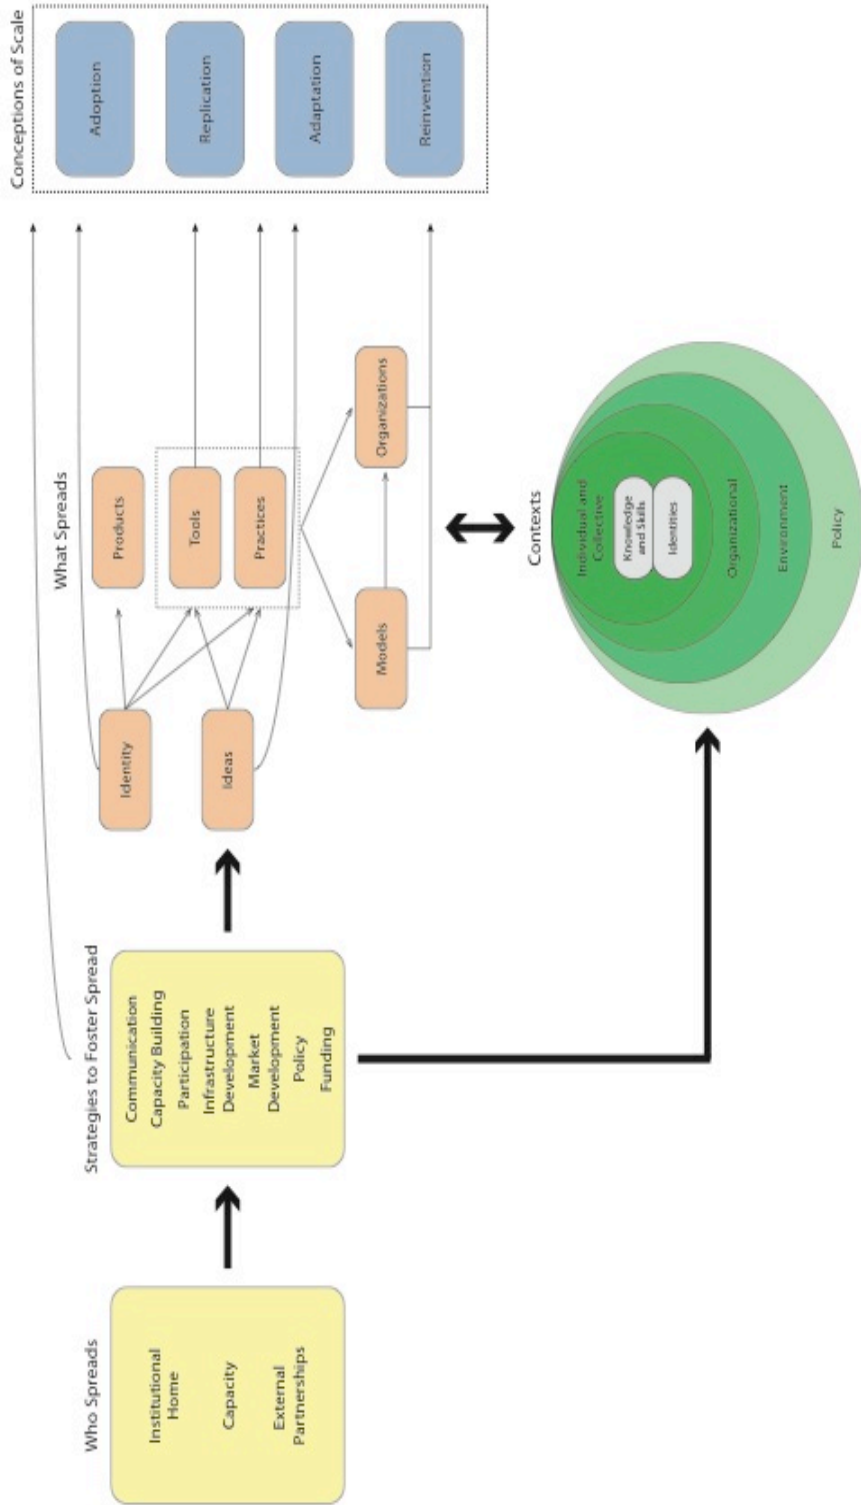 Who Spreads
Institutional
Home
Capacity
External
Partnerships
Strategies to Foster Spread
Communication
Capacity Building
Participation
Infrastructure
Development
Market
Development
Policy
Funding
What Spreads
Identity
Ideas
Products
Tools
Practices
Models
Organizations
Conceptions of Scale
Adoption
Replication
Adaptation
Reinvention
Contexts
Individual and
Collective
Knowledge
and Skills
Identities
Organizational
Environment
Policy